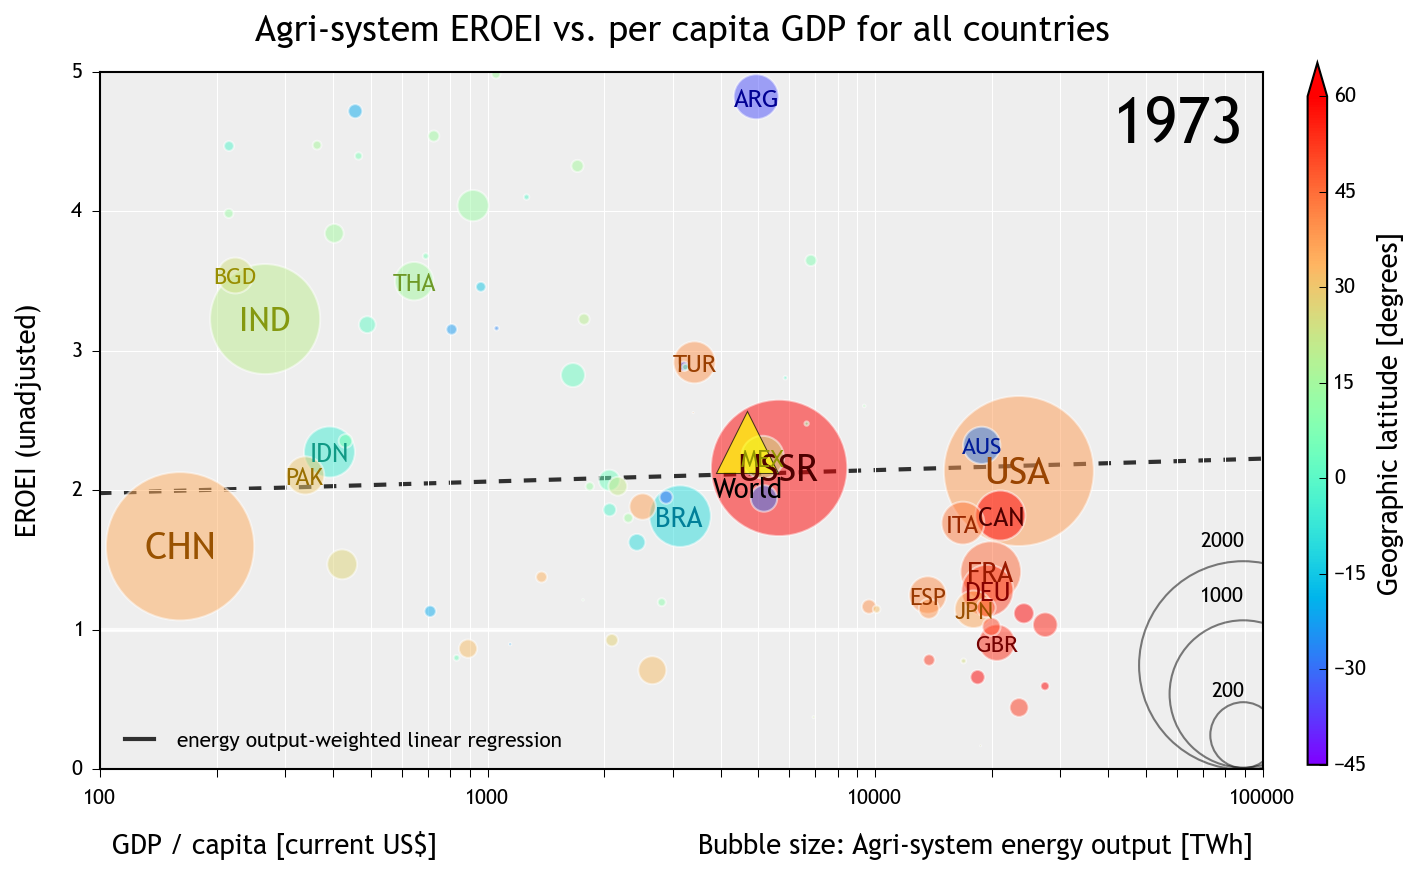 Agri-system EROEI vs. per capita GDP for all countries
1973
EROEI (unadjusted)
5
4
3
2
1
0
ARG
BGD
IND
THA
TUR
IDN
PAK
CHN
MEX
USSR
World
BRA
AUS
USA
ITA
CAN
FRA
DEU
ESP
JPN
GBR
2000
1000
200
energy output-weighted linear regression
100
1000
10000
100000
GDP / capita [current US$]
Bubble size: Agri-system energy output [TWh]
60
45
30
15
0
−15
−30
−45
Geographic latitude [degrees]